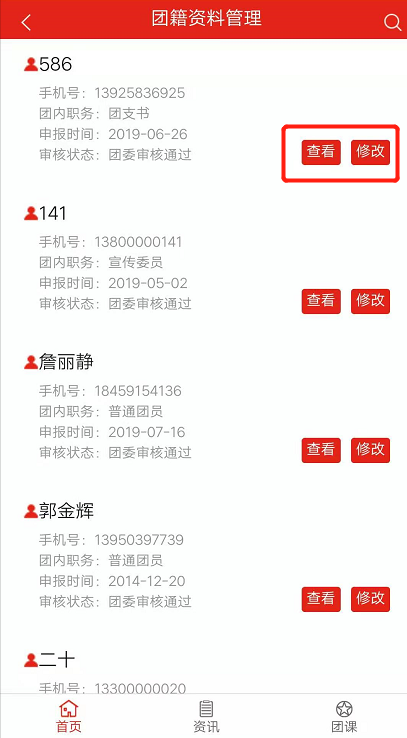 团籍资料管理
586
手机号：13925836925
团内职务：团支书
申报时间：2019-06-26
审核状态：团委审核通过
查看 修改
141
手机号：13800000141
团内职务：宣传委员
申报时间：2019-05-02
审核状态：团委审核通过
查看 修改
詹丽静
手机号：18459154136
团内职务：普通团员
申报时间：2019-07-16
审核状态：团委审核通过
查看 修改
郭金辉
手机号：13950397739
团内职务：普通团员
申报时间：2014-12-20
审核状态：团委审核通过
查看 修改
二十
手机号：13300000020
首页 资讯 团课